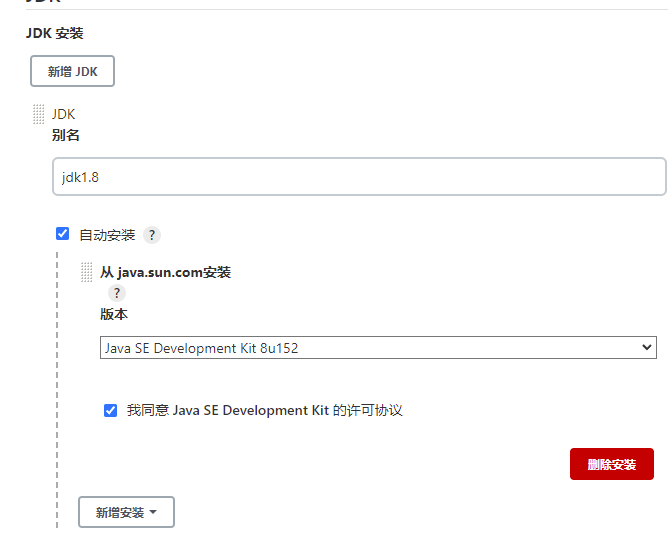 JDK
JDK 安装
新增 JDK
JDK
别名
jdk1.8
自动安装 ?
从 java.sun.com安装
?
版本
Java SE Development Kit 8u152
我同意 Java SE Development Kit 的许可协议
删除安装
新增安装